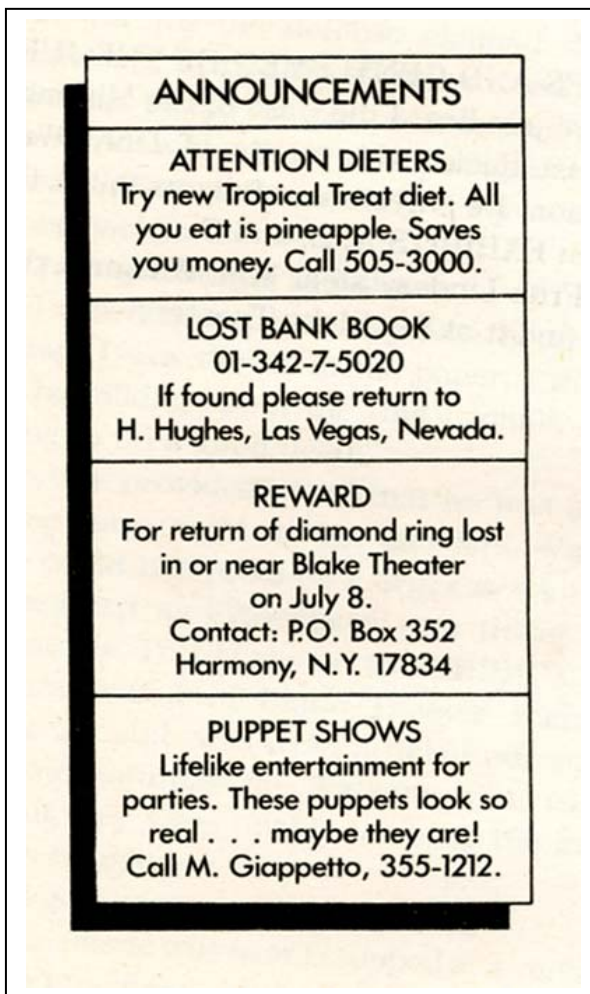 ANNOUNCEMENTS
ATTENTION DIETERS
Try new Tropical Treat diet. All
you eat is pineapple. Saves
you money. Call 505-3000.
LOST BANK BOOK
01-342-7-5020
If found please return to
H. Hughes, Las Vegas, Nevada.
REWARD
For return of diamond ring lost
in or near Blake Theater
on July 8.
Contact: P.O. Box 352
Harmony, N.Y. 17834
PUPPET SHOWS
Lifelike entertainment for
parties. These puppets look so
real . . . maybe they are!
Call M. Giappetto, 355-1212.